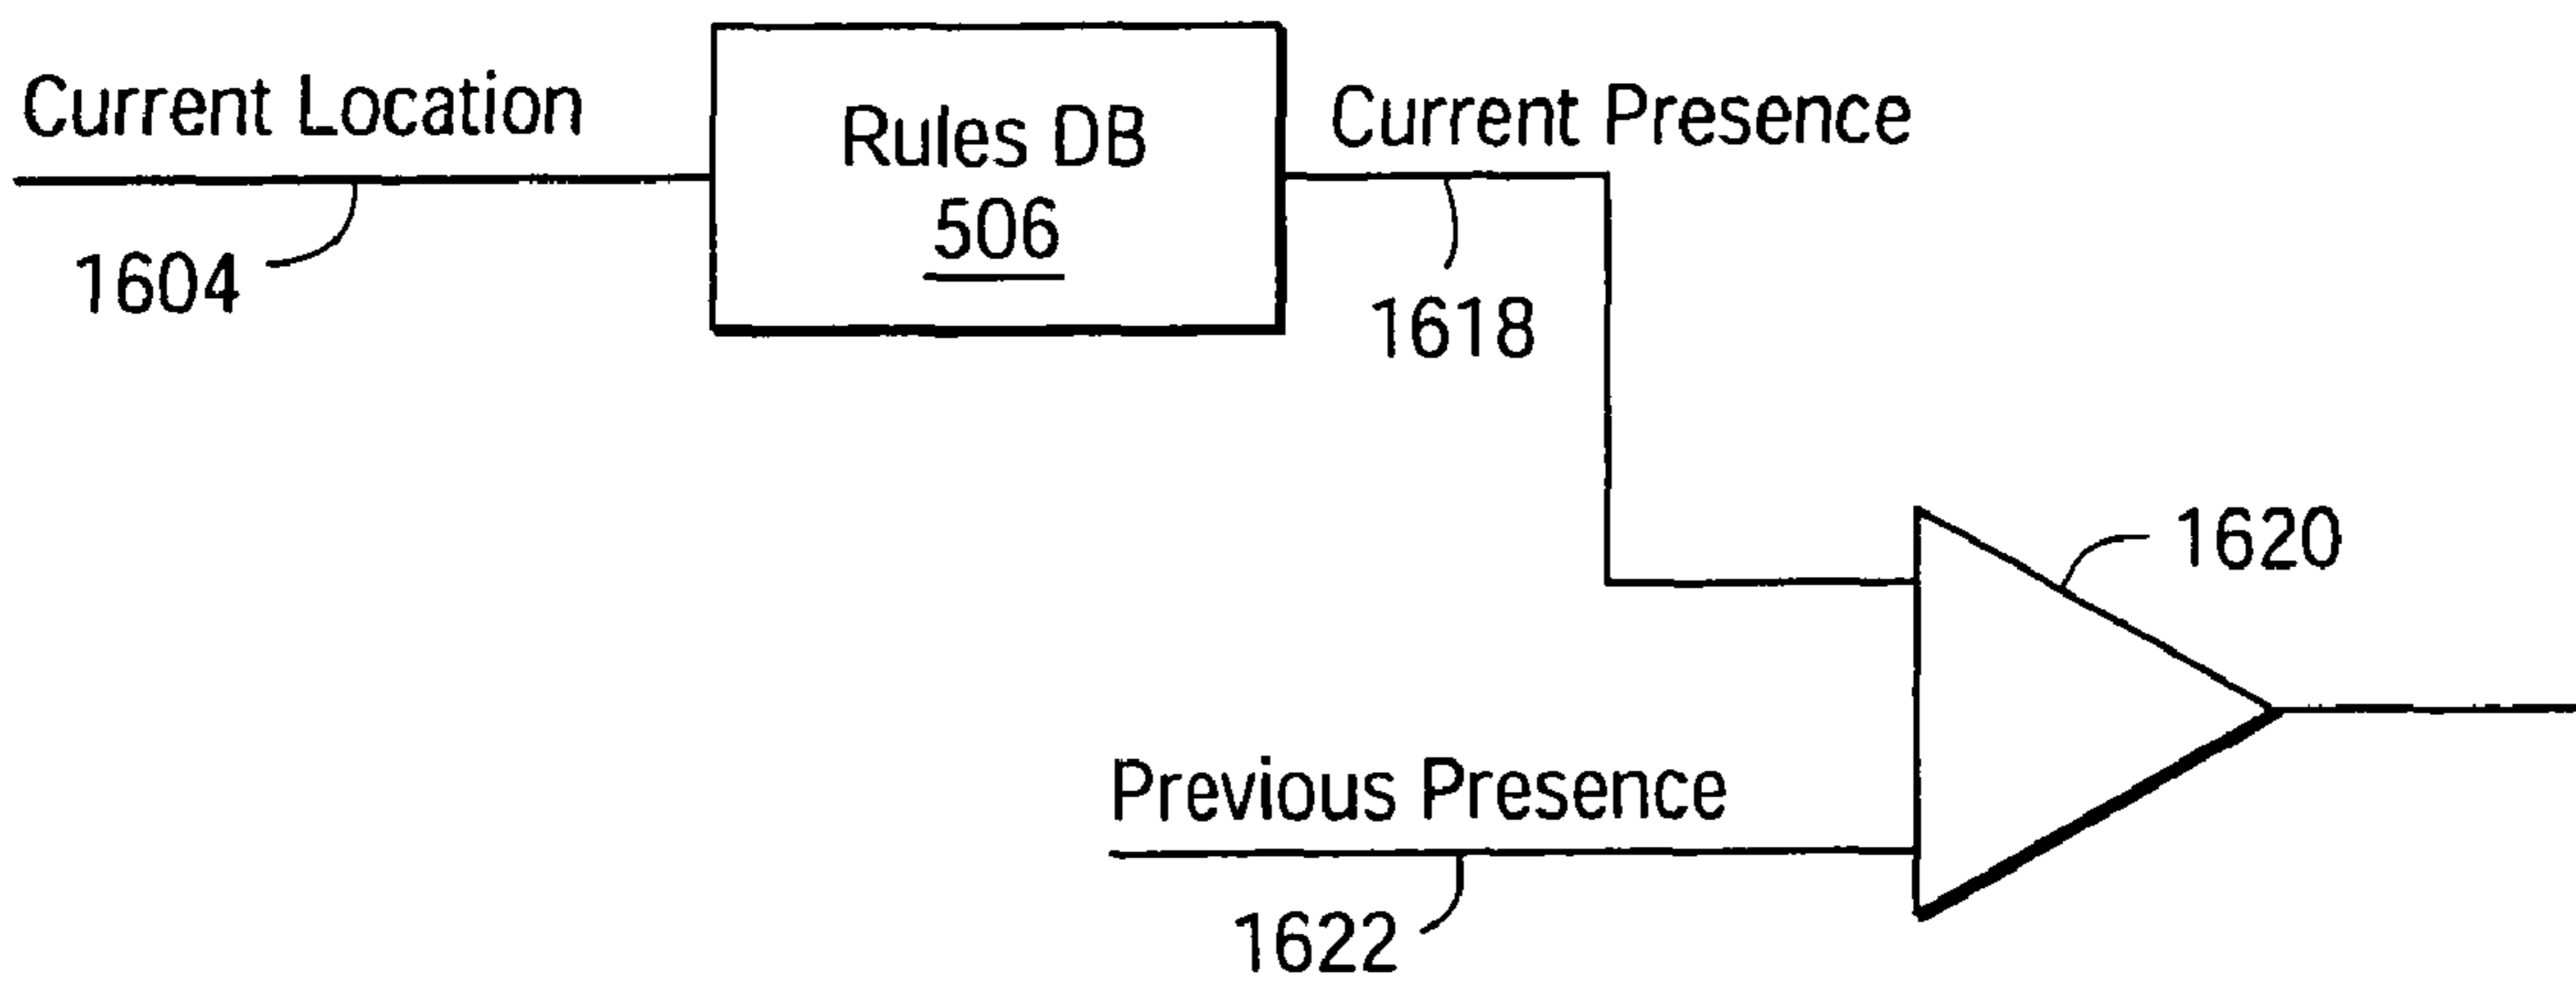 Current Location
1604
Rules DB
506
Current Presence
1618
1620
Previous Presence
1622